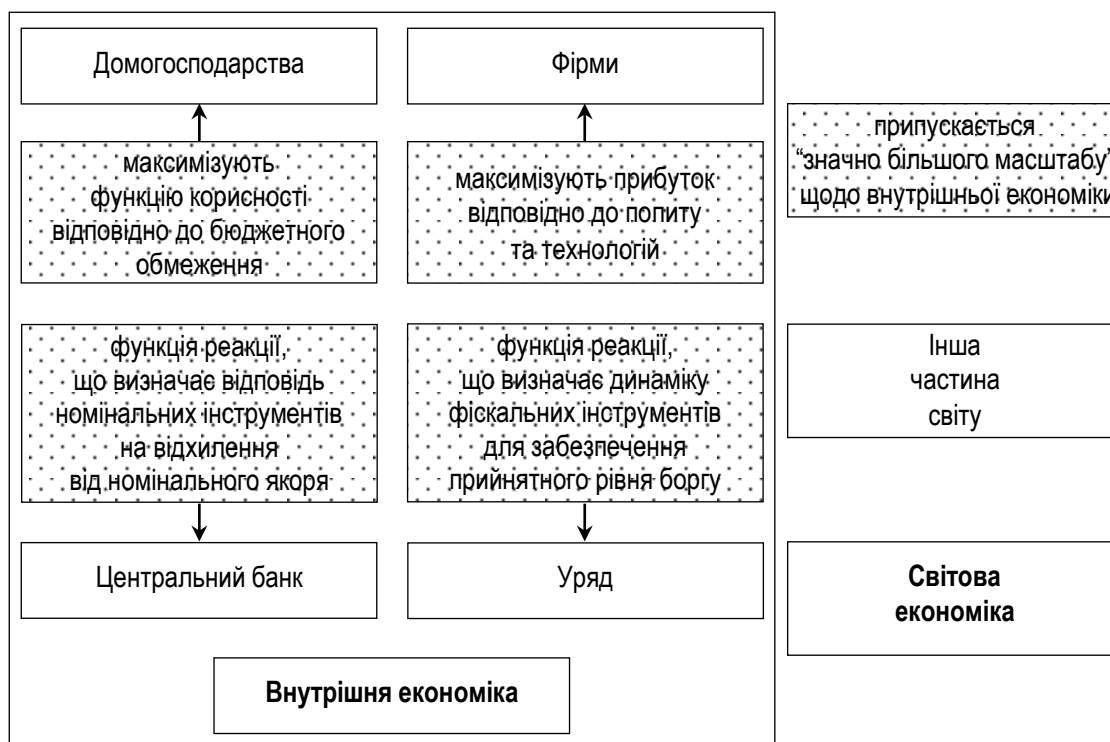 Домогосподарства
Фірми
максимізують
функцію корисності
відповідно до бюджетного
обмеження
максимізують прибуток
відповідно до попиту
та технологій
припускається
“значно більшого масштабу”
щодо внутрішньої економіки
функція реакції,
що визначає відповідь
номінальних інструментів
на відхилення
від номінального якоря
функція реакції,
що визначає динаміку
фіскальних інструментів
для забезпечення
прийнятного рівня боргу
Інша
частина
світу
Центральний банк
Уряд
Світова
економіка
Внутрішня економіка